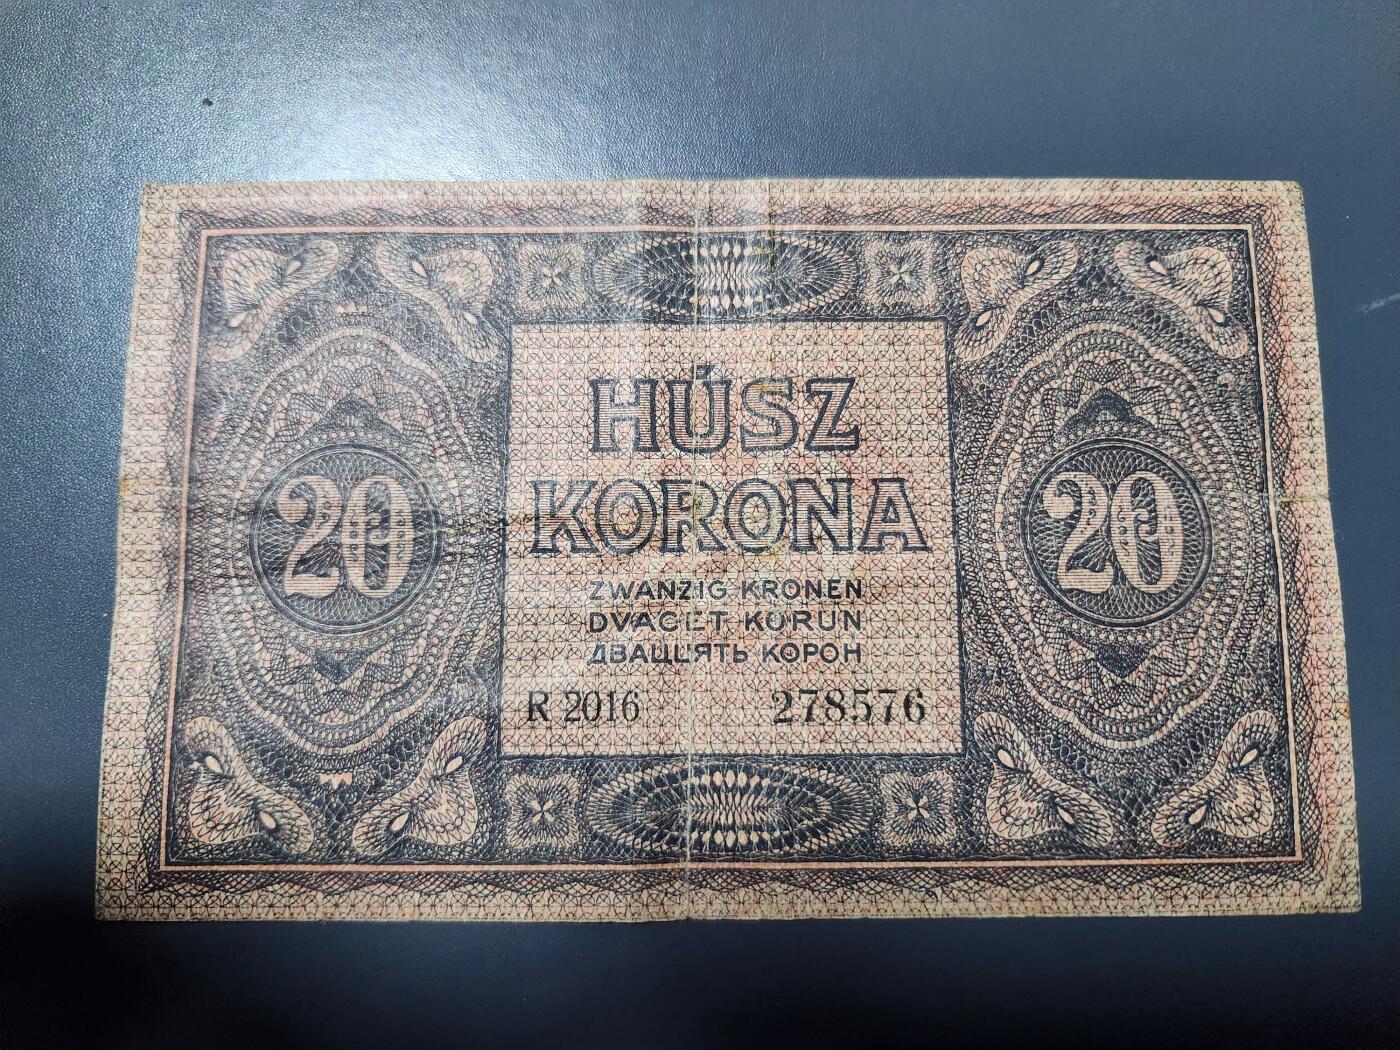 HÚSZ
KORONA
20
20
ZWANZIG KRONEN
DVACET KORUN
ДВАЦЦЯТЬ КОРОН
R 2016 278576